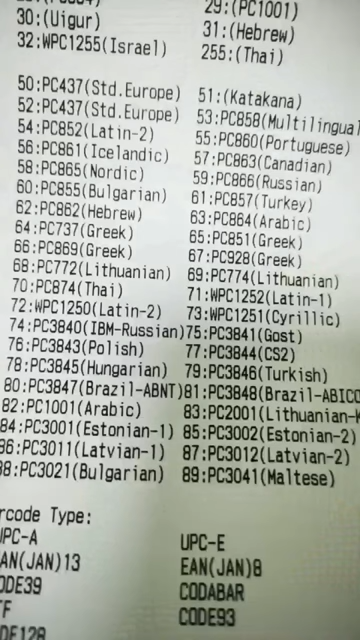 29:(PC1001)
30:(Uigur) 31:(Hebrew)
32:WPC1255(Israel) 255:(Thai)
50:PC437(Std.Europe) 51:(Katakana)
52:PC437(Std.Europe) 53:PC858(Multilingual
54:PC852(Latin-2) 55:PC860(Portuguese)
56:PC861(Icelandic) 57:PC863(Canadian)
58:PC865(Nordic) 59:PC866(Russian)
60:PC855(Bulgarian) 61:PC857(Turkey)
62:PC862(Hebrew) 63:PC864(Arabic)
64:PC737(Greek) 65:PC851(Greek)
66:PC869(Greek) 67:PC928(Greek)
68:PC772(Lithuanian) 69:PC774(Lithuanian)
70:PC874(Thai) 71:WPC1252(Latin-1)
72:WPC1250(Latin-2) 73:WPC1251(Cyrillic)
74:PC3840(IBM-Russian)75:PC3841(Gost)
76:PC3843(Polish) 77:PC3844(CS2)
78:PC3845(Hungarian) 79:PC3846(Turkish)
80:PC3847(Brazil-ABNT)81:PC3848(Brazil-ABICO
82:PC1001(Arabic) 83:PC2001(Lithuanian-K
84:PC3001(Estonian-1) 85:PC3002(Estonian-2)
86:PC3011(Latvian-1) 87:PC3012(Latvian-2)
88:PC3021(Bulgarian) 89:PC3041(Maltese)
rcode Type:
UPC-A UPC-E
EAN(JAN)13 EAN(JAN)8
CODE39 CODABAR
TF CODE93
CODE128